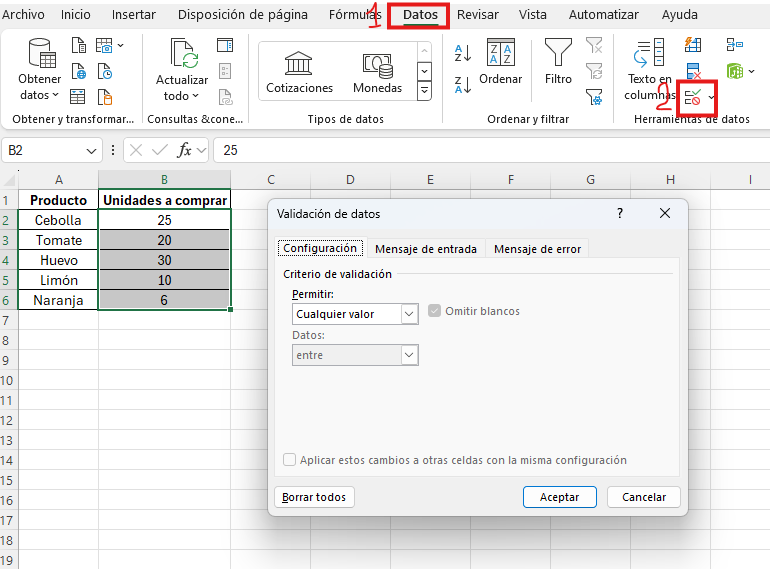 Archivo Inicio Insertar Disposición de página Fórmulas Datos Revisar Vista Automatizar Ayuda
1
Obtener datos
Actualizar todo
Cotizaciones Monedas
Ordenar
Filtro
Texto en columnas
2
Obtener y transformar... Consultas &cone... Tipos de datos Ordenar y filtrar Herramientas de datos
B2 fx 25
A B C D E F G H I
1 Producto Unidades a comprar
2 Cebolla 25
3 Tomate 20
4 Huevo 30
5 Limón 10
6 Naranja 6
7
8
9
10
11
12
13
14
15
16
17
18
19
Validación de datos ? X
Configuración Mensaje de entrada Mensaje de error
Criterio de validación
Permitir:
Cualquier valor Omitir blancos
Datos:
entre
Aplicar estos cambios a otras celdas con la misma configuración
Borrar todos Aceptar Cancelar